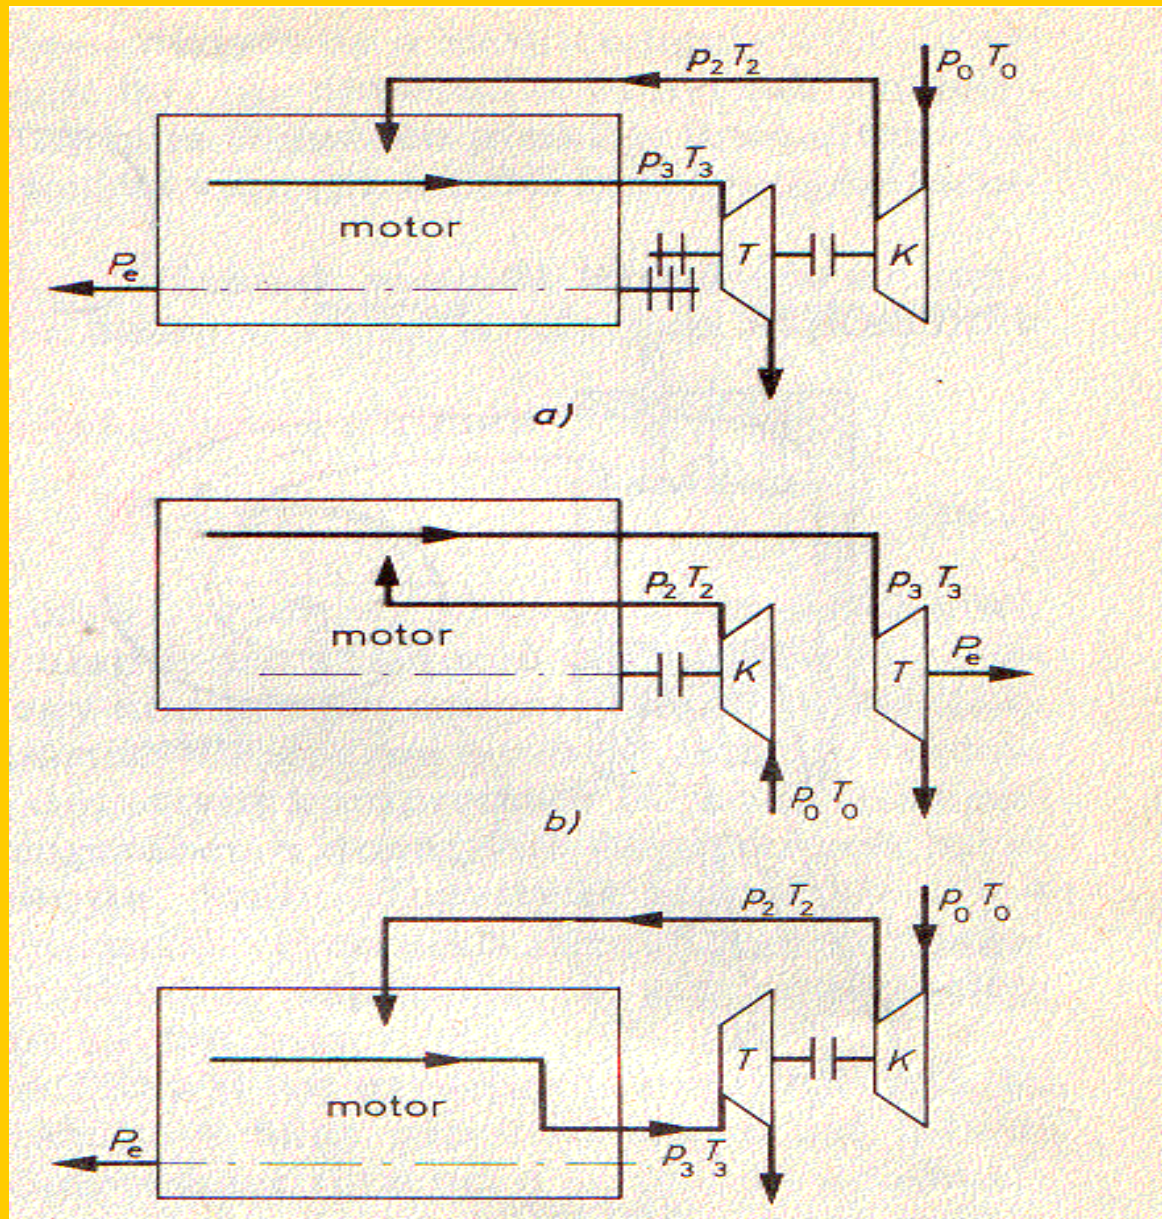 p₂ T₂
p₀ T₀
p₃ T₃
motor
T
K
Pₑ
a)
p₂ T₂
p₃ T₃
motor
K
T
Pₑ
p₀ T₀
b)
p₂ T₂
p₀ T₀
T
K
motor
Pₑ
p₃ T₃